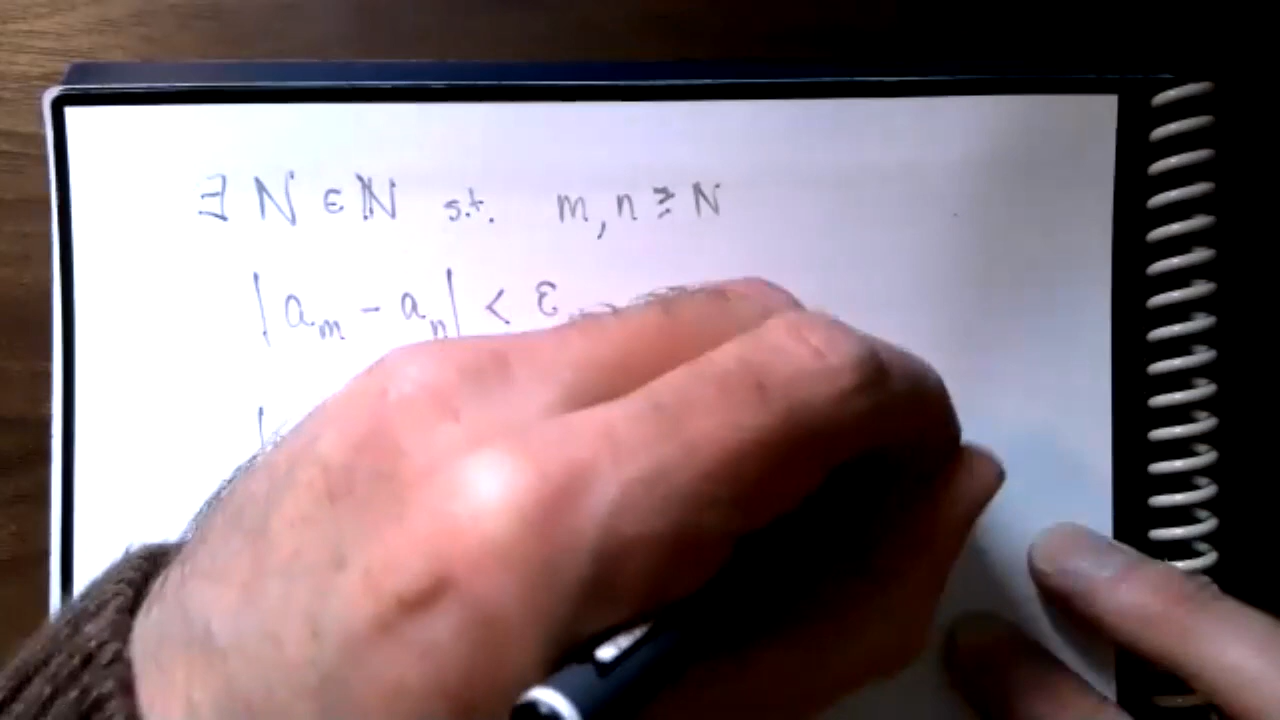 ∃ N ∈ ℕ s.t. m, n ≥ N
|a_m - a_n| < ε